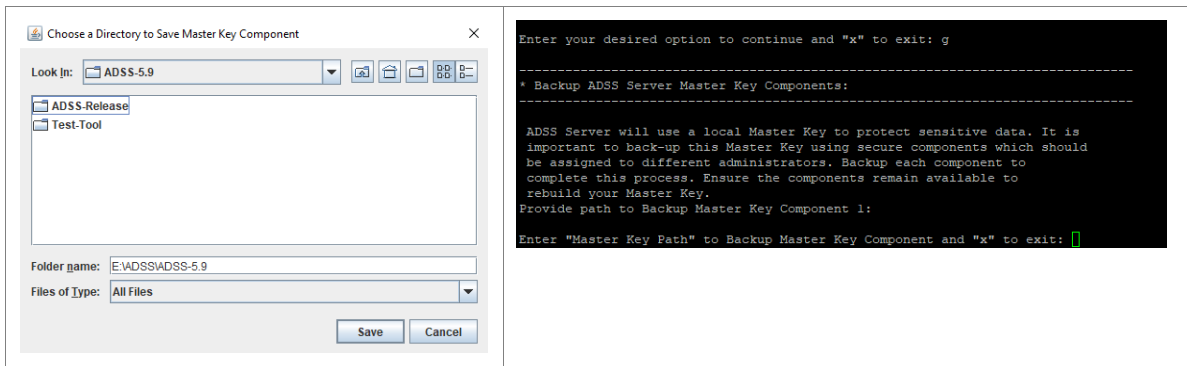 Choose a Directory to Save Master Key Component
Look In: ADSS-5.9
ADSS-Release
Test-Tool
Folder name: E:\ADSS\ADSS-5.9
Files of Type: All Files
Save Cancel
Enter your desired option to continue and "x" to exit: g
--------------------------------------------------------------------------------
* Backup ADSS Server Master Key Components:
--------------------------------------------------------------------------------
ADSS Server will use a local Master Key to protect sensitive data. It is
important to back-up this Master Key using secure components which should
be assigned to different administrators. Backup each component to
complete this process. Ensure the components remain available to
rebuild your Master Key.
Provide path to Backup Master Key Component 1:
Enter "Master Key Path" to Backup Master Key Component and "x" to exit: